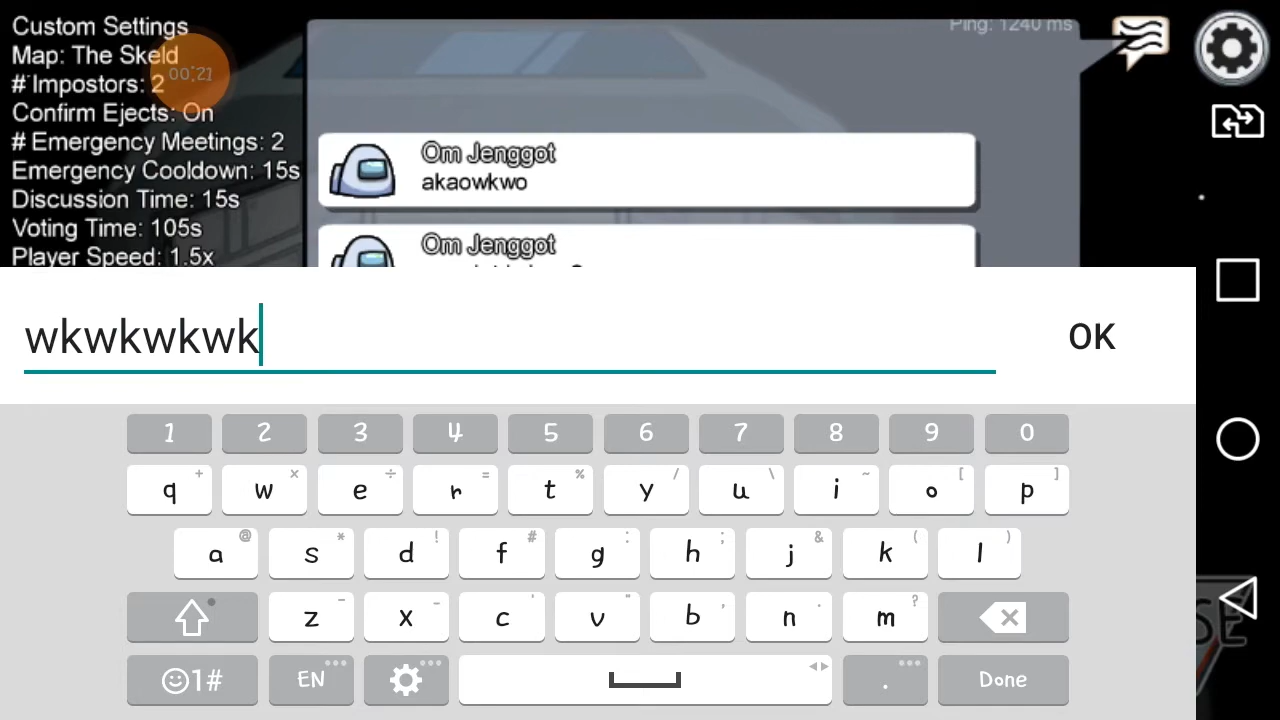 Custom Settings
Map: The Skeld
# Impostors: 2
Confirm Ejects: On
# Emergency Meetings: 2
Emergency Cooldown: 15s
Discussion Time: 15s
Voting Time: 105s
Player Speed: 1.5x
00:21
Ping: 1240 ms
Om Jenggot
akaowkwo
Om Jenggot
wkwkwkwk
OK
1 2 3 4 5 6 7 8 9 0
q + w × e ÷ r = t % y / u \ i ~ o [ p ]
a @ s * d ! f # g : h ; j & k ( l )
z - x _ c ' v " b , n . m ?
1# EN . Done